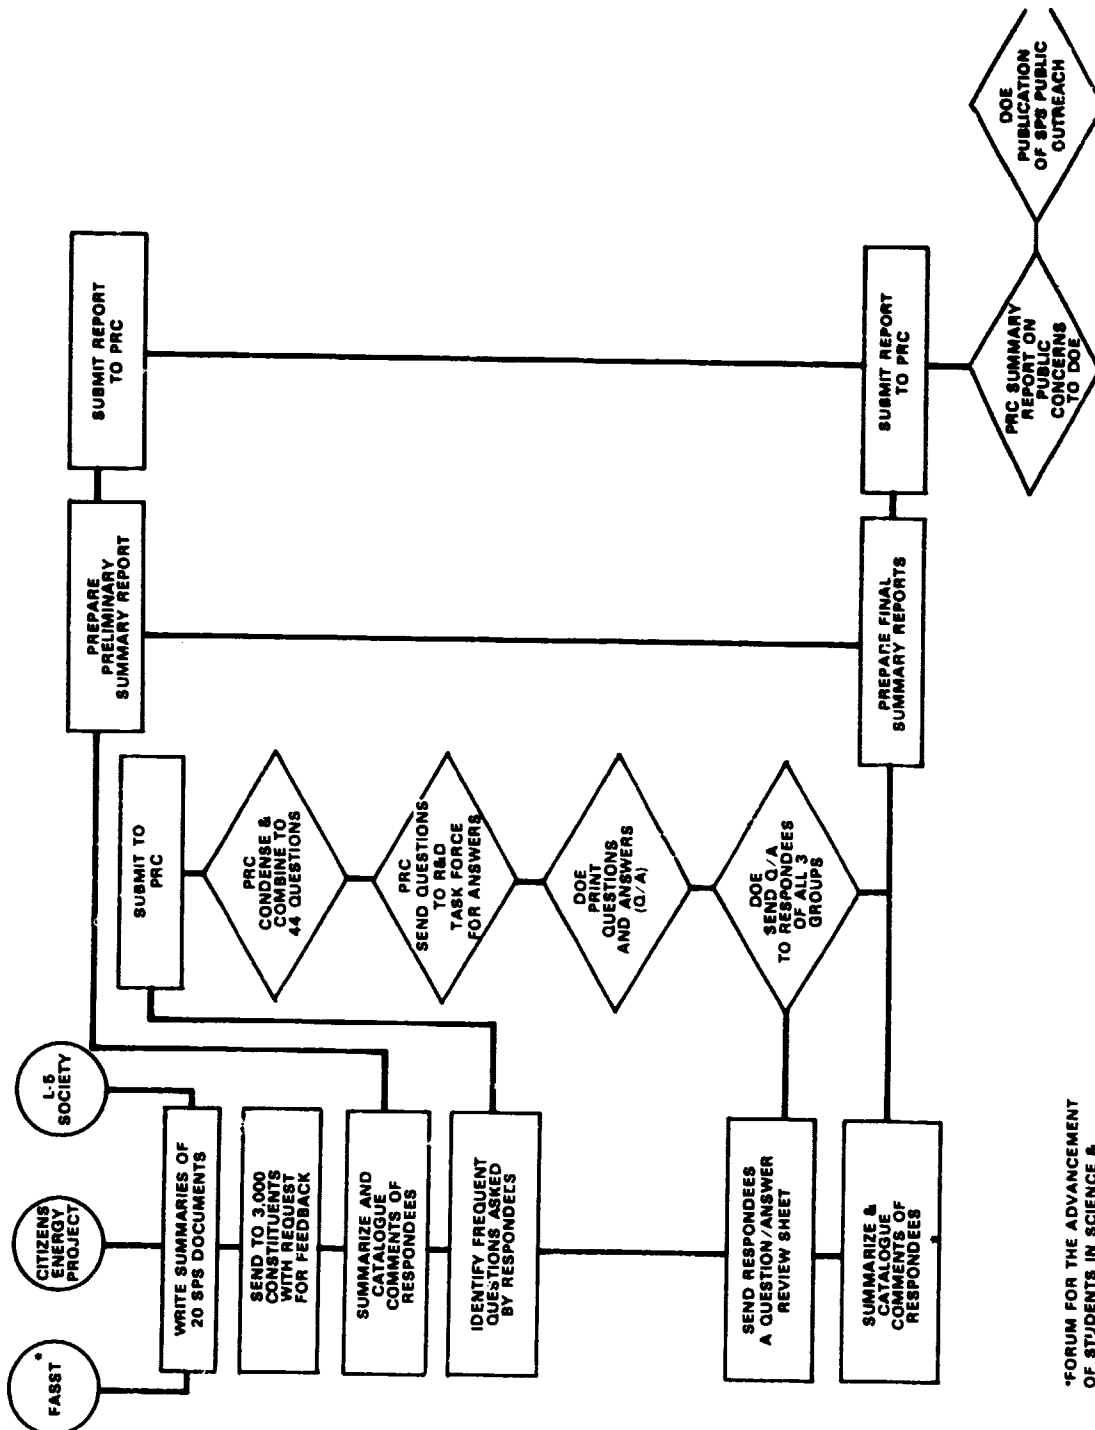 FASST *
CITIZENS
ENERGY
PROJECT
L-5
SOCIETY
WRITE SUMMARIES OF
20 SPS DOCUMENTS
SEND TO 3,000
CONSTITUENTS
WITH REQUEST
FOR FEEDBACK
SUMMARIZE AND
CATALOGUE
COMMENTS OF
RESPONDEES
IDENTIFY FREQUENT
QUESTIONS ASKED
BY RESPONDEES
SEND RESPONDEES
A QUESTION/ANSWER
REVIEW SHEET
SUMMARIZE &
CATALOGUE
COMMENTS OF
RESPONDEES
*
SUBMIT TO
PRC
PRC
CONDENSE &
COMBINE TO
44 QUESTIONS
PRC
SEND QUESTIONS
TO R&D
TASK FORCE
FOR ANSWERS
DOE
PRINT
QUESTIONS
AND ANSWERS
(Q/A)
DOE
SEND Q/A
TO RESPONDEES
OF ALL 3
GROUPS
PREPARE
PRELIMINARY
SUMMARY REPORT
SUBMIT REPORT
TO PRC
PREPARE FINAL
SUMMARY REPORTS
SUBMIT REPORT
TO PRC
PRC SUMMARY
REPORT ON
PUBLIC
CONCERNS
TO DOE
DOE
PUBLICATION
OF SPS PUBLIC
OUTREACH
*FORUM FOR THE ADVANCEMENT
OF STUDENTS IN SCIENCE &